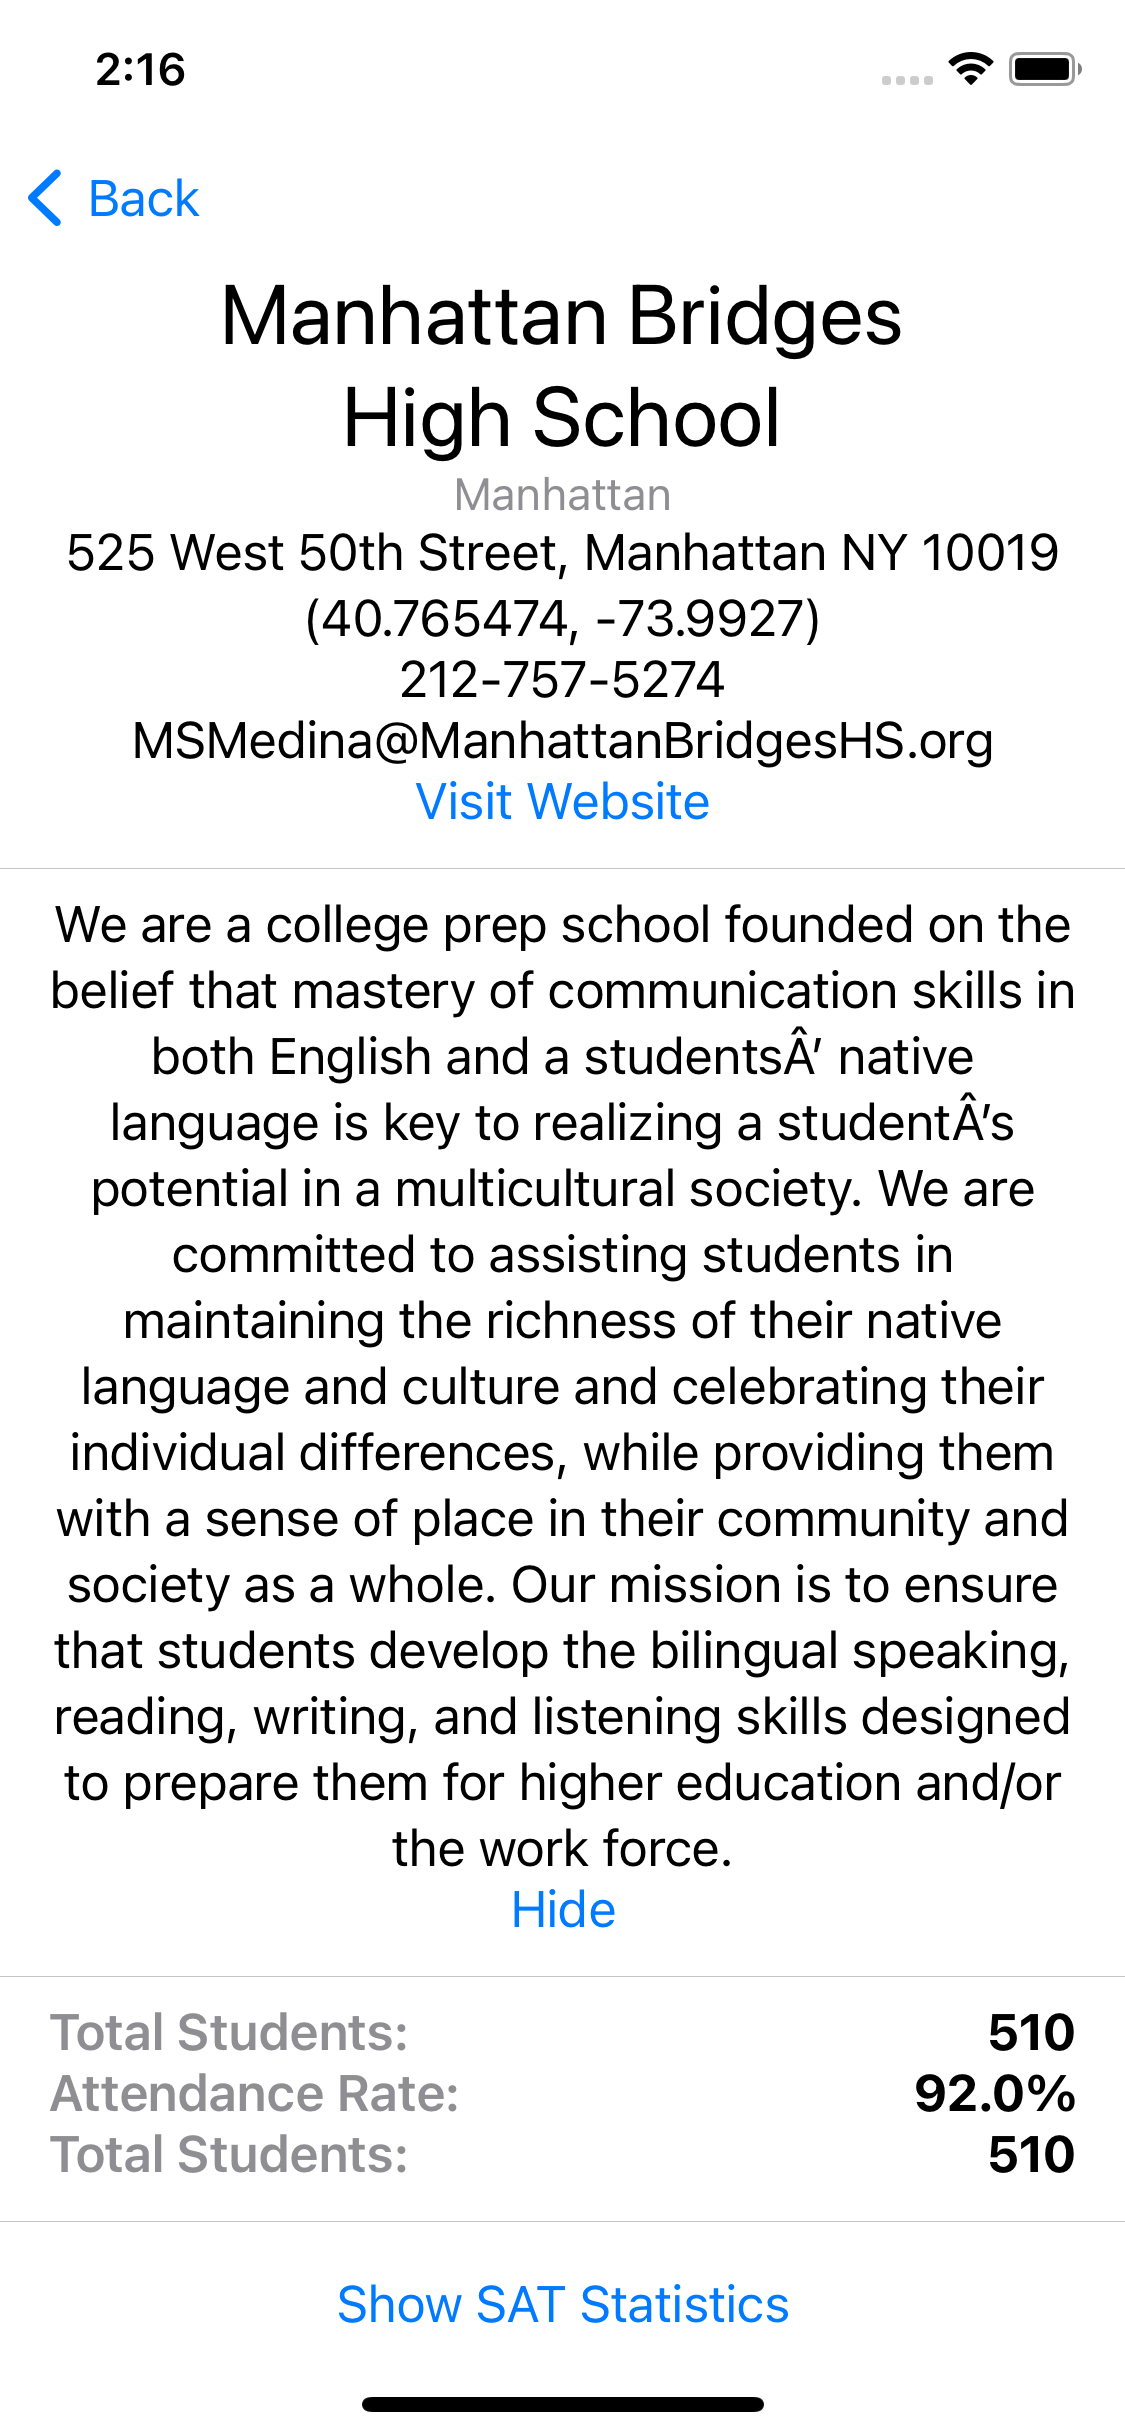 2:16
Back
Manhattan Bridges
High School
Manhattan
525 West 50th Street, Manhattan NY 10019
(40.765474, -73.9927)
212-757-5274
MSMedina@ManhattanBridgesHS.org
Visit Website
We are a college prep school founded on the
belief that mastery of communication skills in
both English and a studentsÂ’ native
language is key to realizing a studentÂ’s
potential in a multicultural society. We are
committed to assisting students in
maintaining the richness of their native
language and culture and celebrating their
individual differences, while providing them
with a sense of place in their community and
society as a whole. Our mission is to ensure
that students develop the bilingual speaking,
reading, writing, and listening skills designed
to prepare them for higher education and/or
the work force.
Hide
Total Students: 510
Attendance Rate: 92.0%
Total Students: 510
Show SAT Statistics